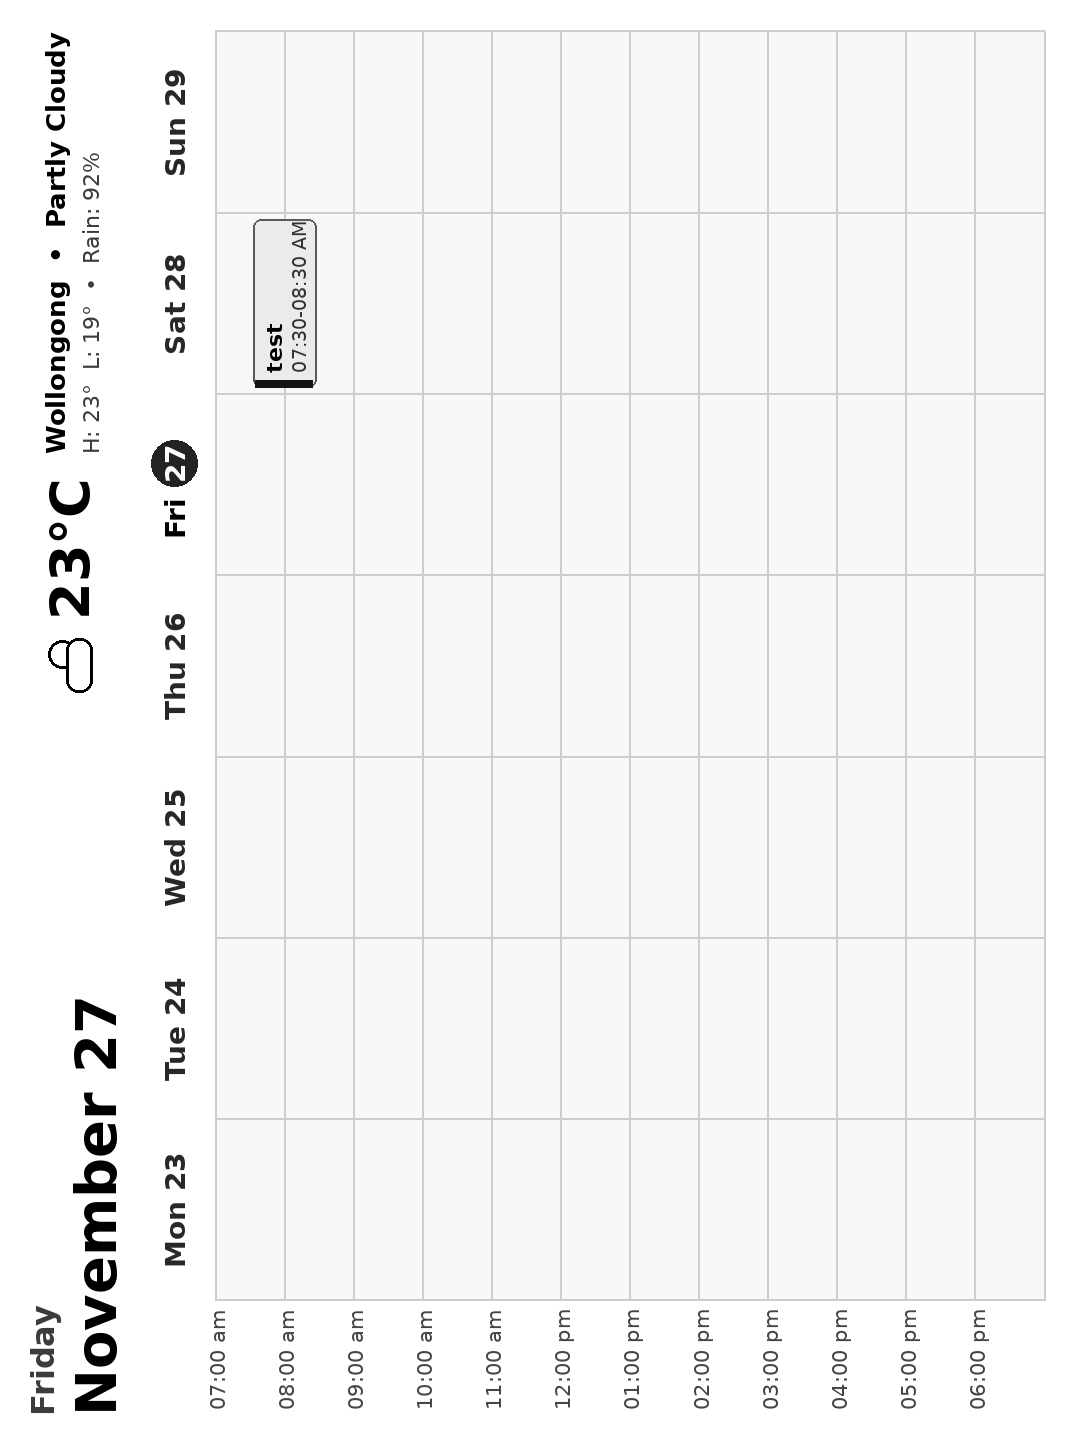 Friday
November 27
23°C
Wollongong • Partly Cloudy
H: 23° L: 19° • Rain: 92%
Mon 23
Tue 24
Wed 25
Thu 26
Fri 27
Sat 28
Sun 29
07:00 am
test
07:30-08:30 AM
08:00 am
09:00 am
10:00 am
11:00 am
12:00 pm
01:00 pm
02:00 pm
03:00 pm
04:00 pm
05:00 pm
06:00 pm